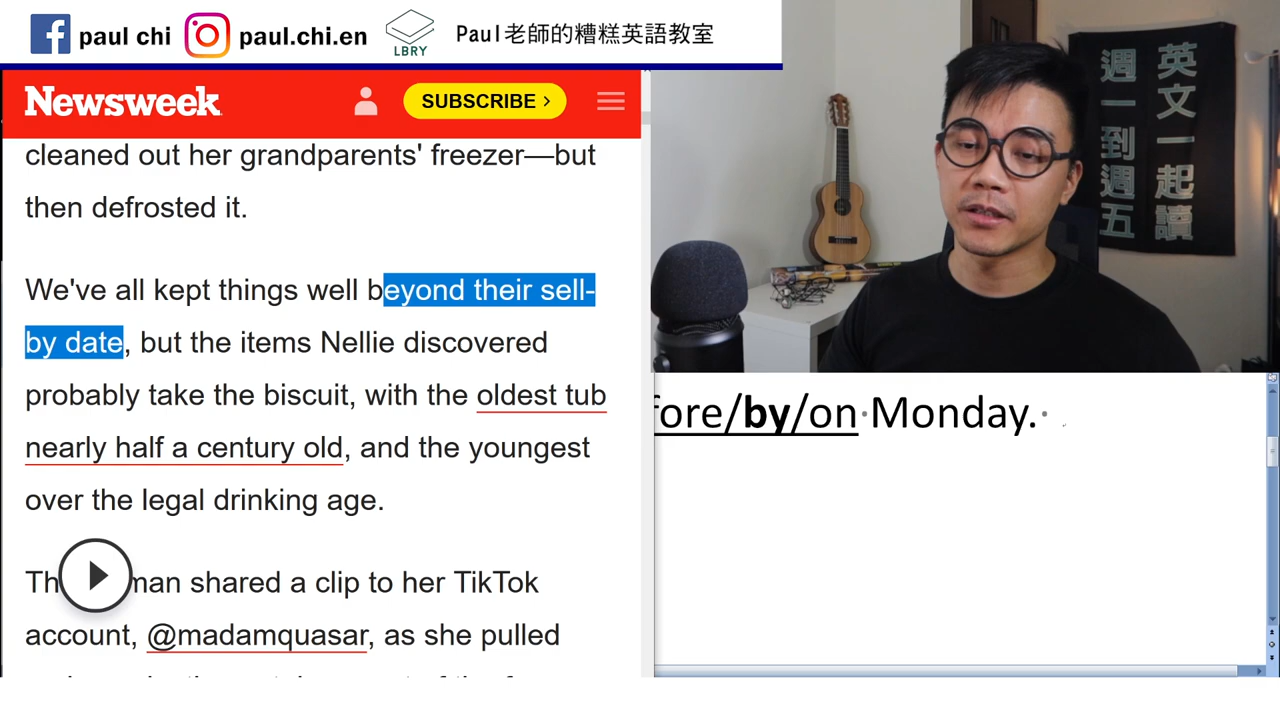 paul chi
paul.chi.en
LBRY
Paul老師的糟糕英語教室
Newsweek
SUBSCRIBE
cleaned out her grandparents' freezer—but
then defrosted it.
We've all kept things well beyond their sell-
by date, but the items Nellie discovered
probably take the biscuit, with the oldest tub
nearly half a century old, and the youngest
over the legal drinking age.
man shared a clip to her TikTok
account, @madamquasar, as she pulled
英文一起讀
週一到週五
fore/by/on Monday.